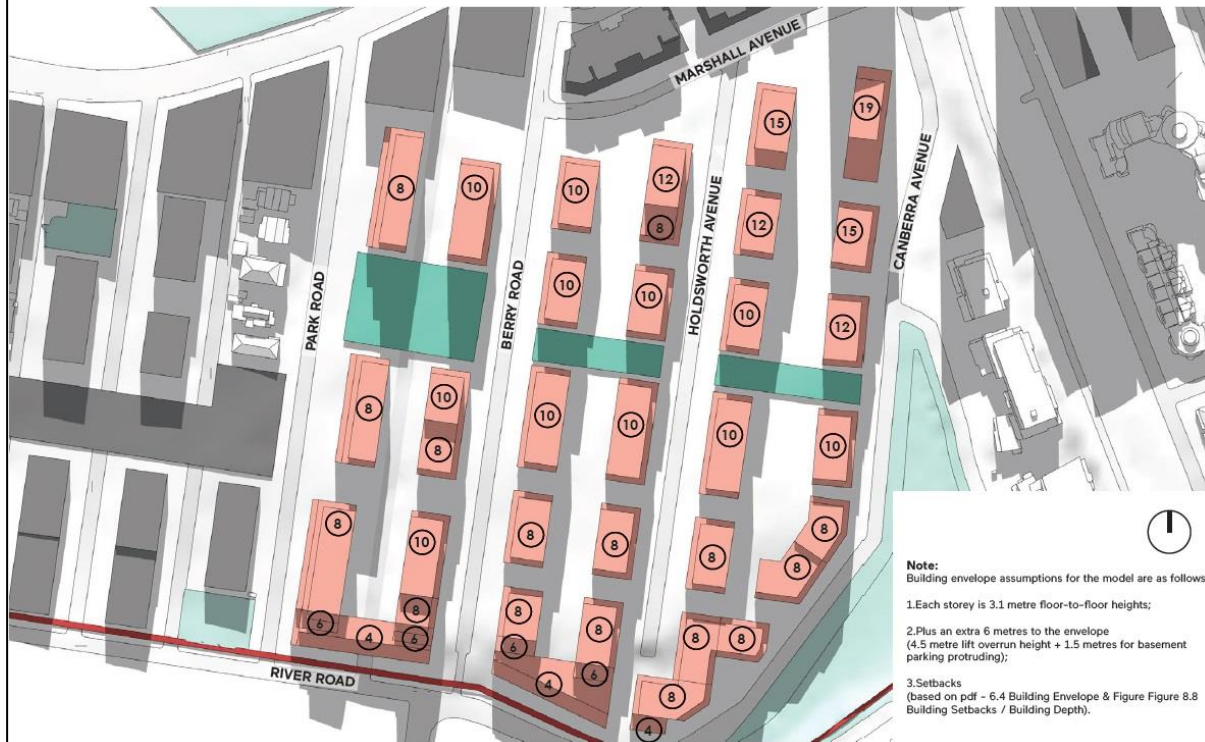 MARSHALL AVENUE
19
15
8
10
10
12
8
12
15
CANBERRA AVENUE
PARK ROAD
BERRY ROAD
HOLDSWORTH AVENUE
10
10
10
12
8
10
8
10
10
10
10
8
10
8
8
8
8
8
8
6
4
6
8
6
4
8
6
8
8
8
4
RIVER ROAD
Note:
Building envelope assumptions for the model are as follows
1.Each storey is 3.1 metre floor-to-floor heights;
2.Plus an extra 6 metres to the envelope
(4.5 metre lift overrun height + 1.5 metres for basement
parking protruding);
3.Setbacks
(based on pdf - 6.4 Building Envelope & Figure Figure 8.8
Building Setbacks / Building Depth).